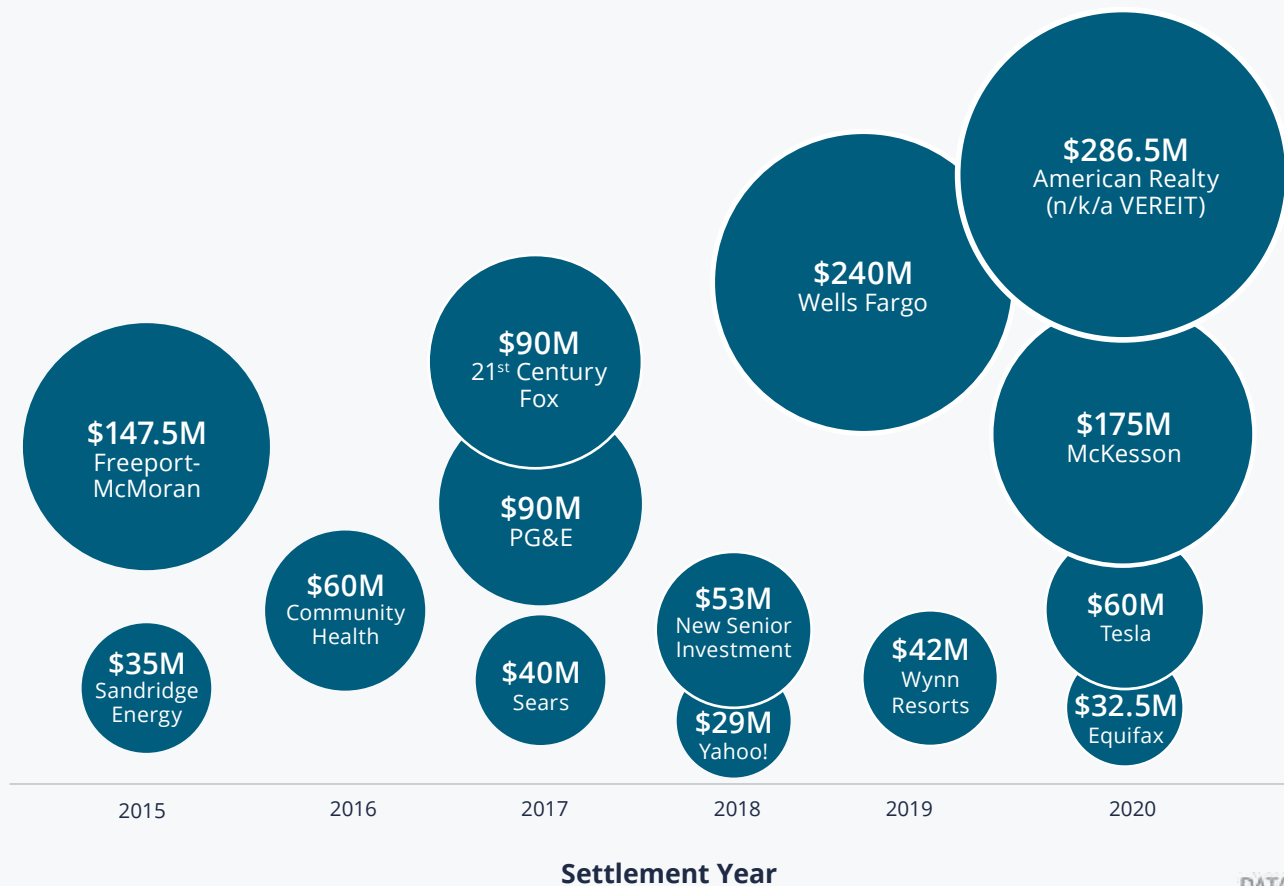 $286.5M
American Realty
(n/k/a VEREIT)
$240M
Wells Fargo
$90M
21st Century
Fox
$147.5M
Freeport-
McMoran
$175M
McKesson
$90M
PG&E
$60M
Community
Health
$53M
New Senior
Investment
$60M
Tesla
$35M
Sandridge
Energy
$40M
Sears
$42M
Wynn
Resorts
$29M
Yahoo!
$32.5M
Equifax
2015
2016
2017
2018
2019
2020
Settlement Year